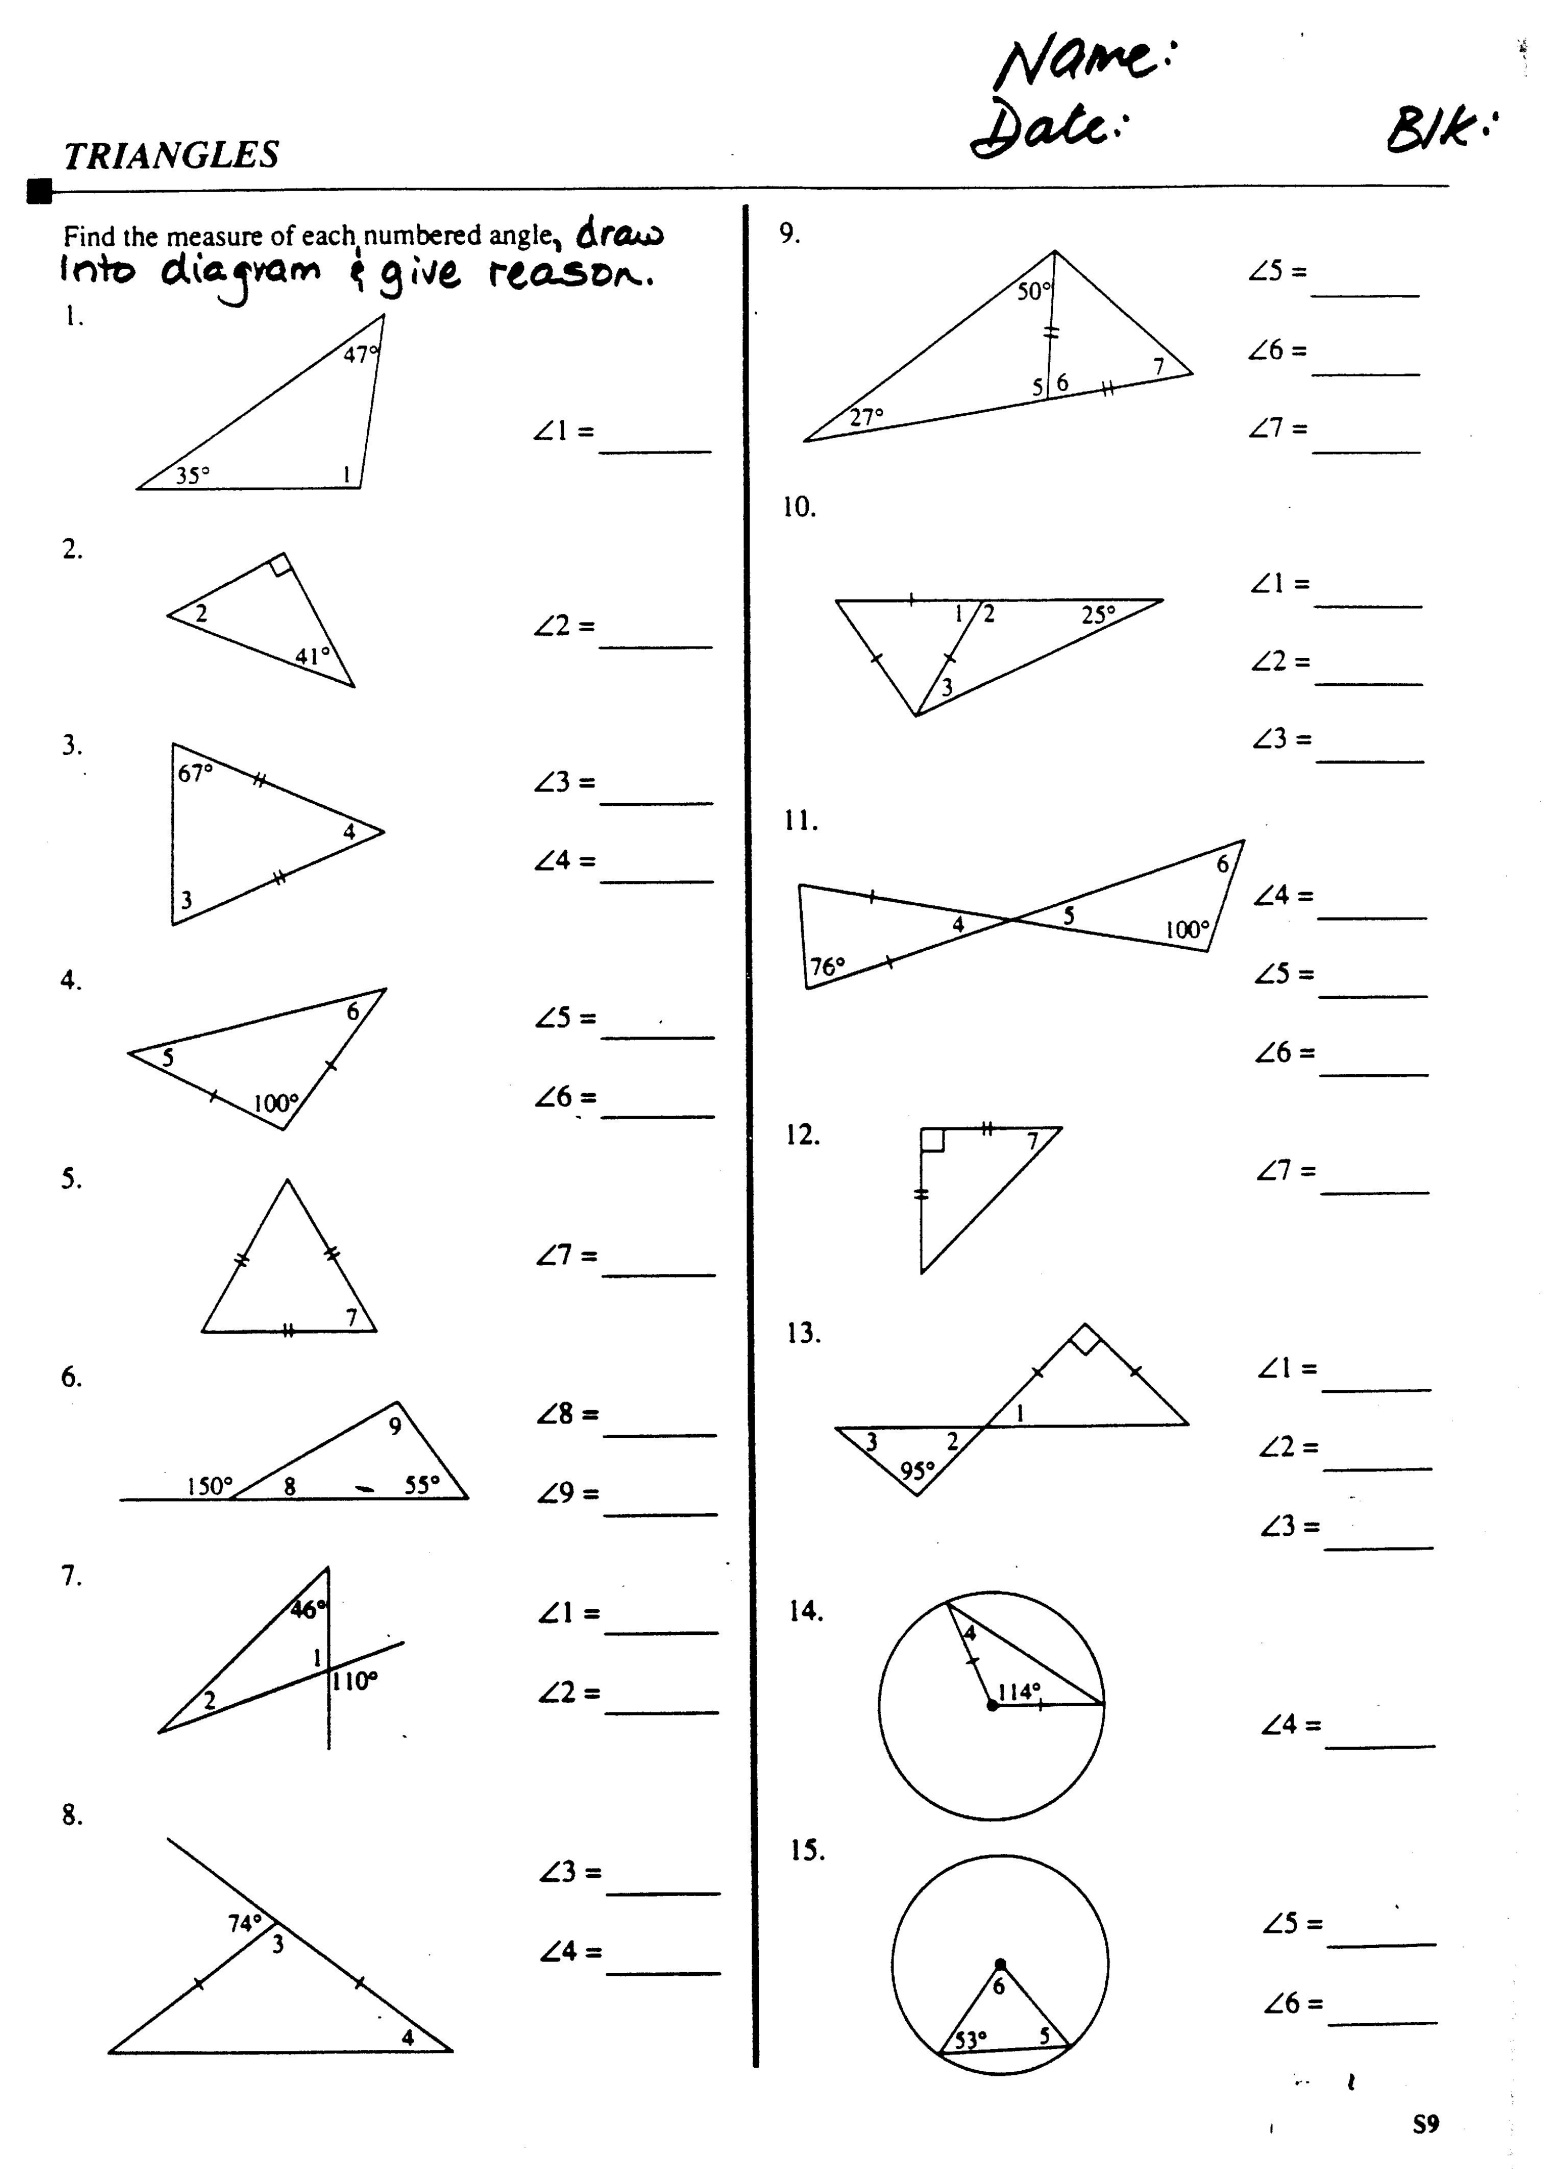 Name:
Date: Blk:
TRIANGLES
Find the measure of each numbered angle, draw
into diagram & give reason.
1.
47°
35° 1
∠1 = ______
2.
2
41°
∠2 = ______
3.
67°
4
3
∠3 = ______
∠4 = ______
4.
6
5
100°
∠5 = ______
∠6 = ______
5.
7
∠7 = ______
6.
9
150° 8 55°
∠8 = ______
∠9 = ______
7.
46°
1
110°
2
∠1 = ______
∠2 = ______
8.
74°
3
4
∠3 = ______
∠4 = ______
9.
50°
5 6 7
27°
∠5 = ______
∠6 = ______
∠7 = ______
10.
1 2 25°
3
∠1 = ______
∠2 = ______
∠3 = ______
11.
6
4 5
100°
76°
∠4 = ______
∠5 = ______
∠6 = ______
12.
7
∠7 = ______
13.
1
3 2
95°
∠1 = ______
∠2 = ______
∠3 = ______
14.
4
114°
∠4 = ______
15.
6
53° 5
∠5 = ______
∠6 = ______
S9